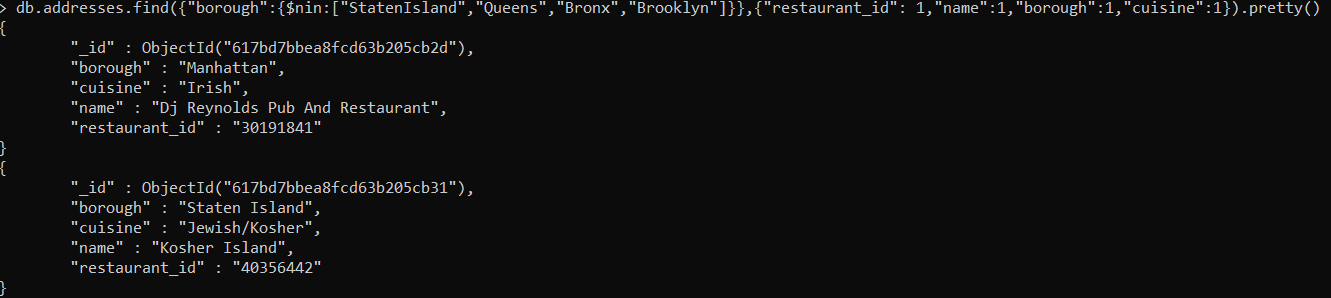 > db.addresses.find({"borough":{$nin:["StatenIsland","Queens","Bronx","Brooklyn"]}},{"restaurant_id": 1,"name":1,"borough":1,"cuisine":1}).pretty()
{
        "_id" : ObjectId("617bd7bbea8fcd63b205cb2d"),
        "borough" : "Manhattan",
        "cuisine" : "Irish",
        "name" : "Dj Reynolds Pub And Restaurant",
        "restaurant_id" : "30191841"
}
{
        "_id" : ObjectId("617bd7bbea8fcd63b205cb31"),
        "borough" : "Staten Island",
        "cuisine" : "Jewish/Kosher",
        "name" : "Kosher Island",
        "restaurant_id" : "40356442"
}